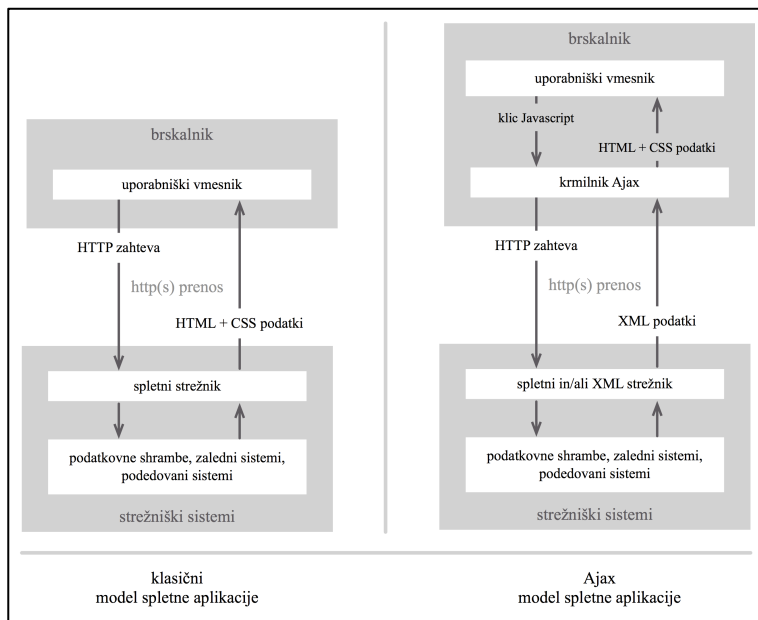 brskalnik
uporabniški vmesnik
HTTP zahteva
http(s) prenos
HTML + CSS podatki
spletni strežnik
podatkovne shrambe, zaledni sistemi,
podedovani sistemi
strežniški sistemi
klasični
model spletne aplikacije
brskalnik
uporabniški vmesnik
klic Javascript
HTML + CSS podatki
krmilnik Ajax
HTTP zahteva
http(s) prenos
XML podatki
spletni in/ali XML strežnik
podatkovne shrambe, zaledni sistemi,
podedovani sistemi
strežniški sistemi
Ajax
model spletne aplikacije